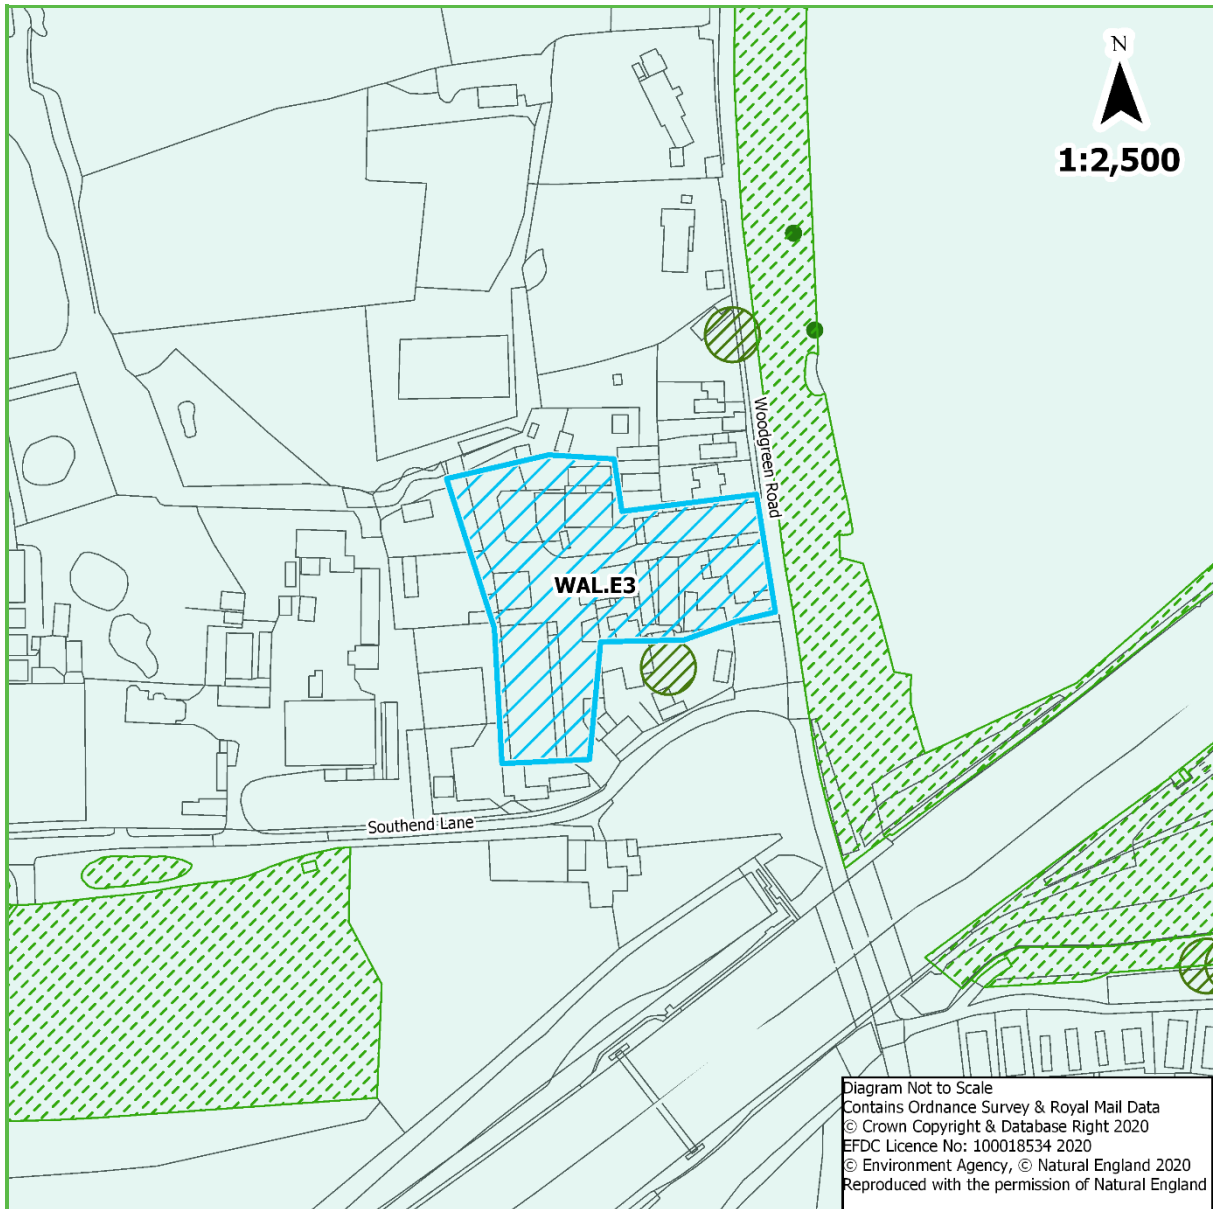 N
1:2,500
Woodgreen Road
WAL.E3
Southend Lane
Diagram Not to Scale
Contains Ordnance Survey & Royal Mail Data
© Crown Copyright & Database Right 2020
EFDC Licence No: 100018534 2020
© Environment Agency, © Natural England 2020
Reproduced with the permission of Natural England